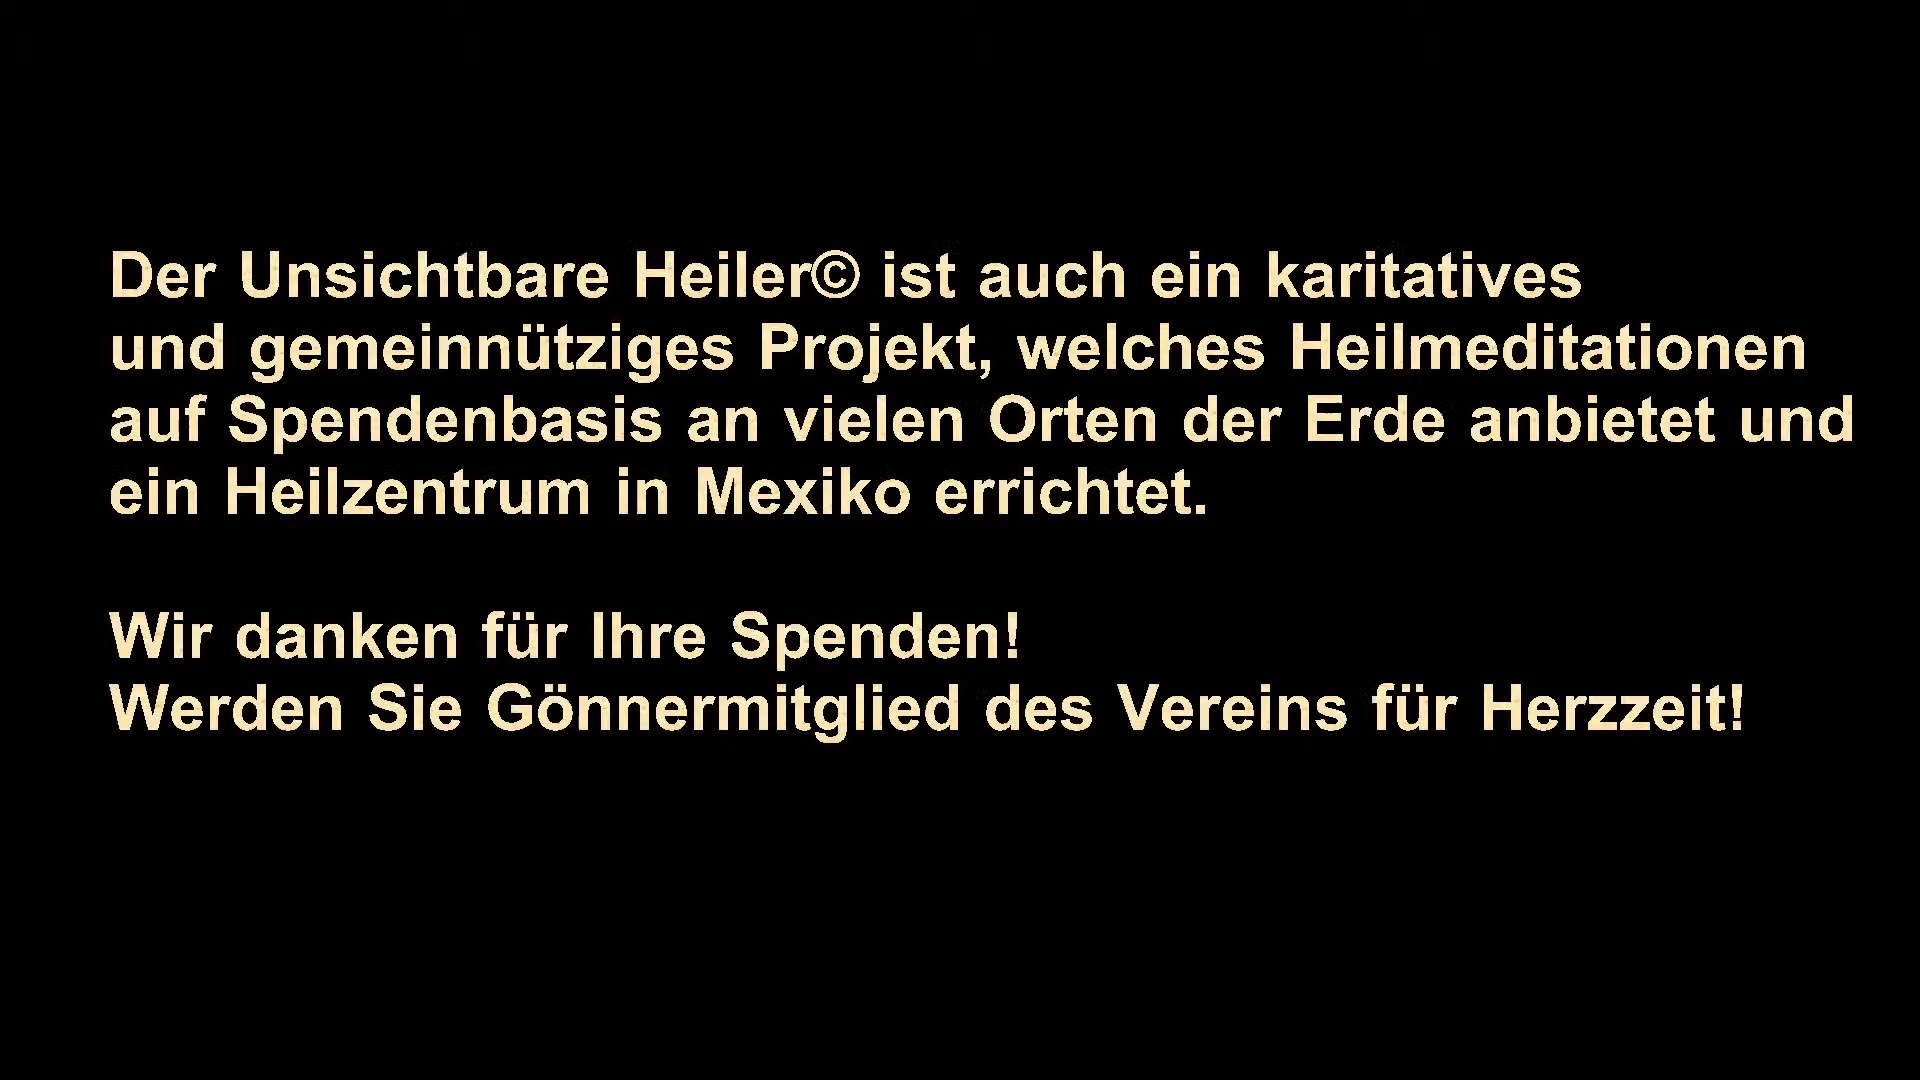 Der Unsichtbare Heiler© ist auch ein karitatives
und gemeinnütziges Projekt, welches Heilmeditationen
auf Spendenbasis an vielen Orten der Erde anbietet und
ein Heilzentrum in Mexiko errichtet.
Wir danken für Ihre Spenden!
Werden Sie Gönnermitglied des Vereins für Herzzeit!